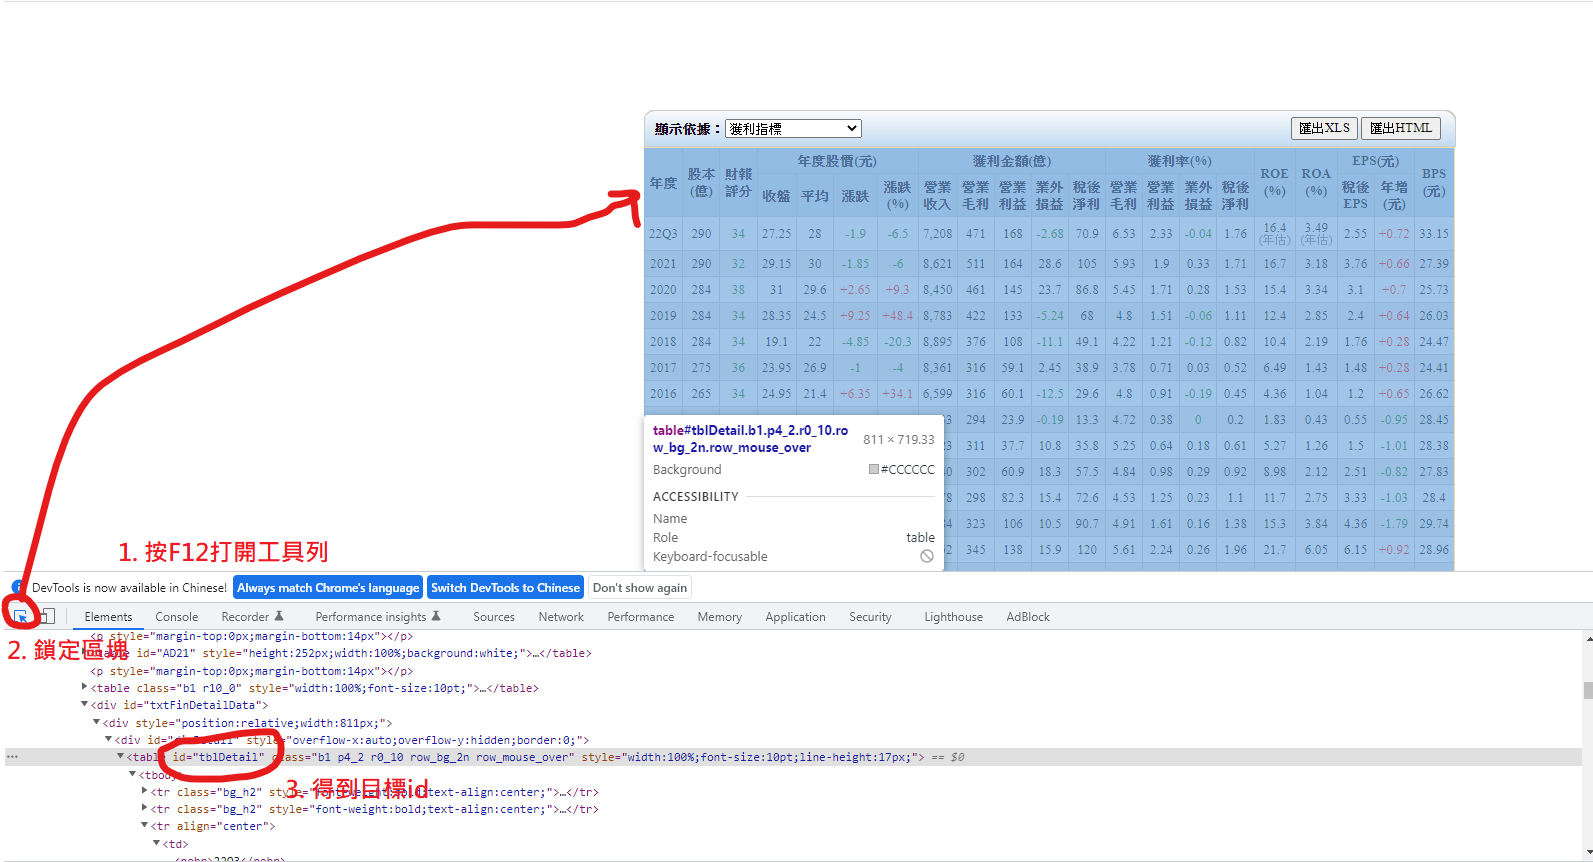 顯示依據：獲利指標 匯出XLS 匯出HTML
年度 股本(億) 財報評分 年度股價(元) 獲利金額(億) 獲利率(%) ROE(%) ROA(%) EPS(元) BPS(元)
收盤 平均 漲跌 漲跌(%) 營業收入 營業毛利 營業利益 業外損益 稅後淨利 營業毛利 營業利益 業外損益 稅後淨利 稅後EPS 年增(元)
22Q3 290 34 27.25 28 -1.9 -6.5 7,208 471 168 -2.68 70.9 6.53 2.33 -0.04 1.76 16.4(年估) 3.49(年估) 2.55 +0.72 33.15
2021 290 32 29.15 30 -1.85 -6 8,621 511 164 28.6 105 5.93 1.9 0.33 1.71 16.7 3.18 3.76 +0.66 27.39
2020 284 38 31 29.6 +2.65 +9.3 8,450 461 145 23.7 86.8 5.45 1.71 0.28 1.53 15.4 3.34 3.1 +0.7 25.73
2019 284 34 28.35 24.5 +9.25 +48.4 8,783 422 133 -5.24 68 4.8 1.51 -0.06 1.11 12.4 2.85 2.4 +0.64 26.03
2018 284 34 19.1 22 -4.85 -20.3 8,895 376 108 -11.1 49.1 4.22 1.21 -0.12 0.82 10.4 2.19 1.76 +0.28 24.47
2017 275 36 23.95 26.9 -1 -4 8,361 316 59.1 2.45 38.9 3.78 0.71 0.03 0.52 6.49 1.43 1.48 +0.28 24.41
2016 265 34 24.95 21.4 +6.35 +34.1 6,599 316 60.1 -12.5 29.6 4.8 0.91 -0.19 0.45 4.36 1.04 1.2 +0.65 26.62
294 23.9 -0.19 13.3 4.72 0.38 0 0.2 1.83 0.43 0.55 -0.95 28.45
311 37.7 10.8 35.8 5.25 0.64 0.18 0.61 5.27 1.26 1.5 -1.01 28.38
302 60.9 18.3 57.5 4.84 0.98 0.29 0.92 8.98 2.12 2.51 -0.82 27.83
298 82.3 15.4 72.6 4.53 1.25 0.23 1.1 11.7 2.75 3.33 -1.03 28.4
323 106 10.5 90.7 4.91 1.61 0.16 1.38 15.3 3.84 4.36 -1.79 29.74
345 138 15.9 120 5.61 2.24 0.26 1.96 21.7 6.05 6.15 +0.92 28.96
table#tblDetail.b1.p4_2.r0_10.ro
w_bg_2n.row_mouse_over 811 × 719.33
Background #CCCCCC
ACCESSIBILITY
Name
Role table
Keyboard-focusable
1. 按F12打開工具列
DevTools is now available in Chinese! Always match Chrome's language Switch DevTools to Chinese Don't show again
Elements Console Recorder Performance insights Sources Network Performance Memory Application Security Lighthouse AdBlock
<p style="margin-top:0px;margin-bottom:14px"></p>
2. 鎖定區塊
table id="AD21" style="height:252px;width:100%;background:white;">…</table>
<p style="margin-top:0px;margin-bottom:14px"></p>
<table class="b1 r10_0" style="width:100%;font-size:10pt;">…</table>
<div id="txtFinDetailData">
<div style="position:relative;width:811px;">
<div id="divDetail" style="overflow-x:auto;overflow-y:hidden;border:0;">
<table id="tblDetail" class="b1 p4_2 r0_10 row_bg_2n row_mouse_over" style="width:100%;font-size:10pt;line-height:17px;"> == $0
<tbody
3. 得到目標id
<tr class="bg_h2" style="font-weight:bold;text-align:center;">…</tr>
<tr class="bg_h2" style="font-weight:bold;text-align:center;">…</tr>
<tr align="center">
<td>
<nobr>22Q3</nobr>